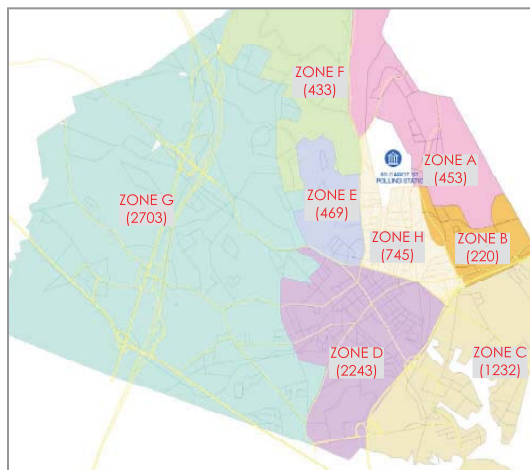 ZONE F
(433)
POLLING STATION
ZONE A
(453)
ZONE G
(2703)
ZONE E
(469)
ZONE H
(745)
ZONE B
(220)
ZONE D
(2243)
ZONE C
(1232)